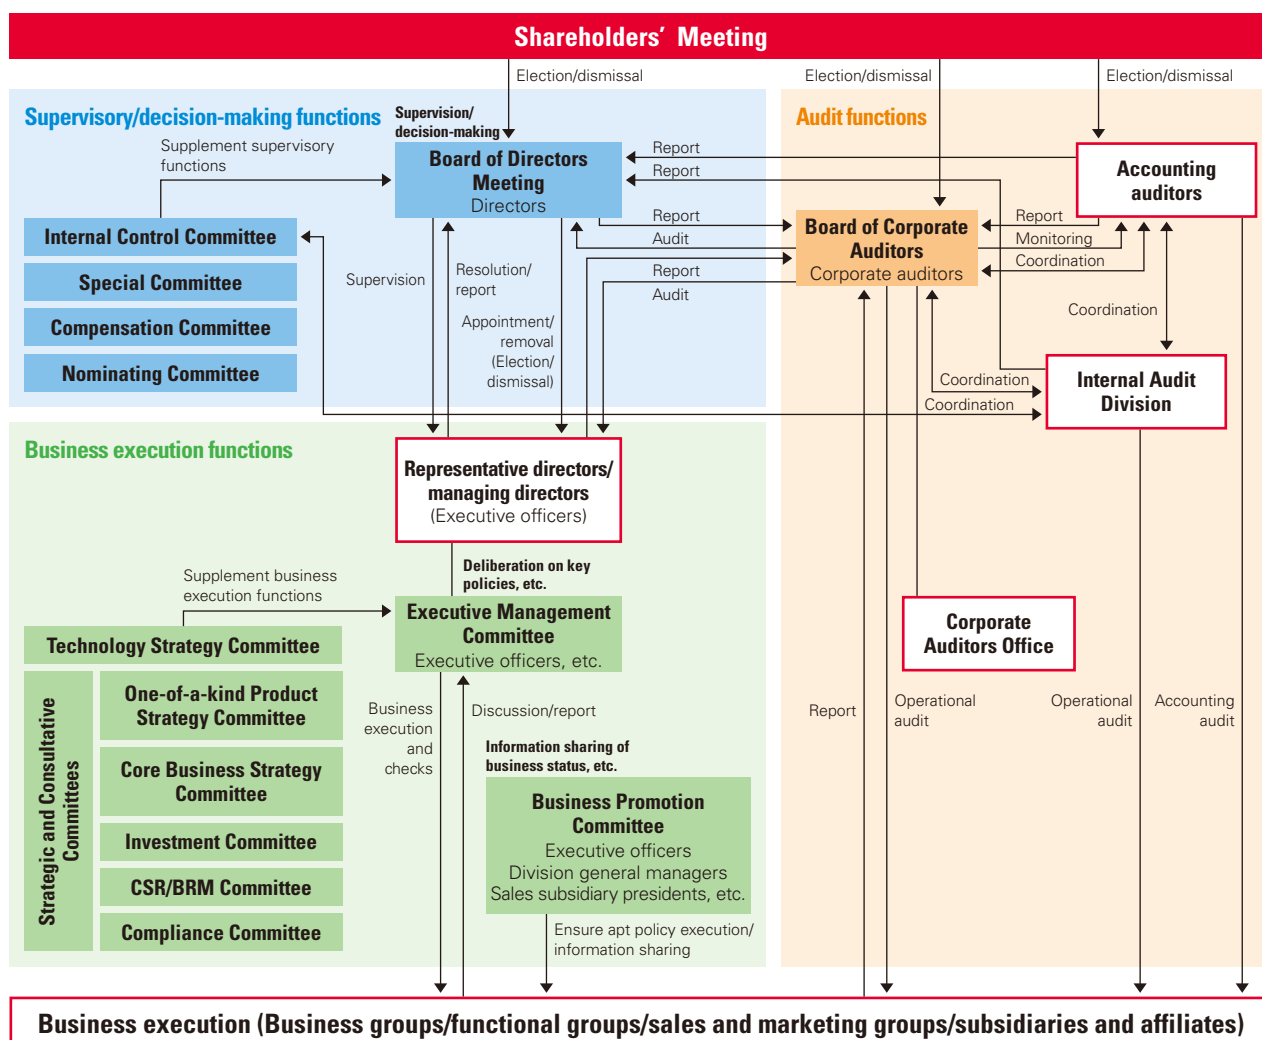 Shareholders' Meeting
Election/dismissal
Election/dismissal
Election/dismissal
Supervisory/decision-making functions
Supervision/
decision-making
Audit functions
Supplement supervisory
functions
Board of Directors
Meeting
Directors
Report
Report
Accounting
auditors
Internal Control Committee
Special Committee
Compensation Committee
Nominating Committee
Report
Audit
Board of Corporate
Auditors
Corporate auditors
Report
Monitoring
Coordination
Supervision
Resolution/
report
Report
Audit
Appointment/
removal
(Election/
dismissal)
Coordination
Coordination
Coordination
Internal Audit
Division
Business execution functions
Representative directors/
managing directors
(Executive officers)
Deliberation on key
policies, etc.
Supplement business
execution functions
Executive Management
Committee
Executive officers, etc.
Corporate
Auditors Office
Technology Strategy Committee
Strategic and Consultative
Committees
One-of-a-kind Product
Strategy Committee
Core Business Strategy
Committee
Investment Committee
CSR/BRM Committee
Compliance Committee
Business
execution
and
checks
Discussion/report
Information sharing of
business status, etc.
Business Promotion
Committee
Executive officers
Division general managers
Sales subsidiary presidents, etc.
Ensure apt policy execution/
information sharing
Report
Operational
audit
Operational
audit
Accounting
audit
Business execution (Business groups/functional groups/sales and marketing groups/subsidiaries and affiliates)